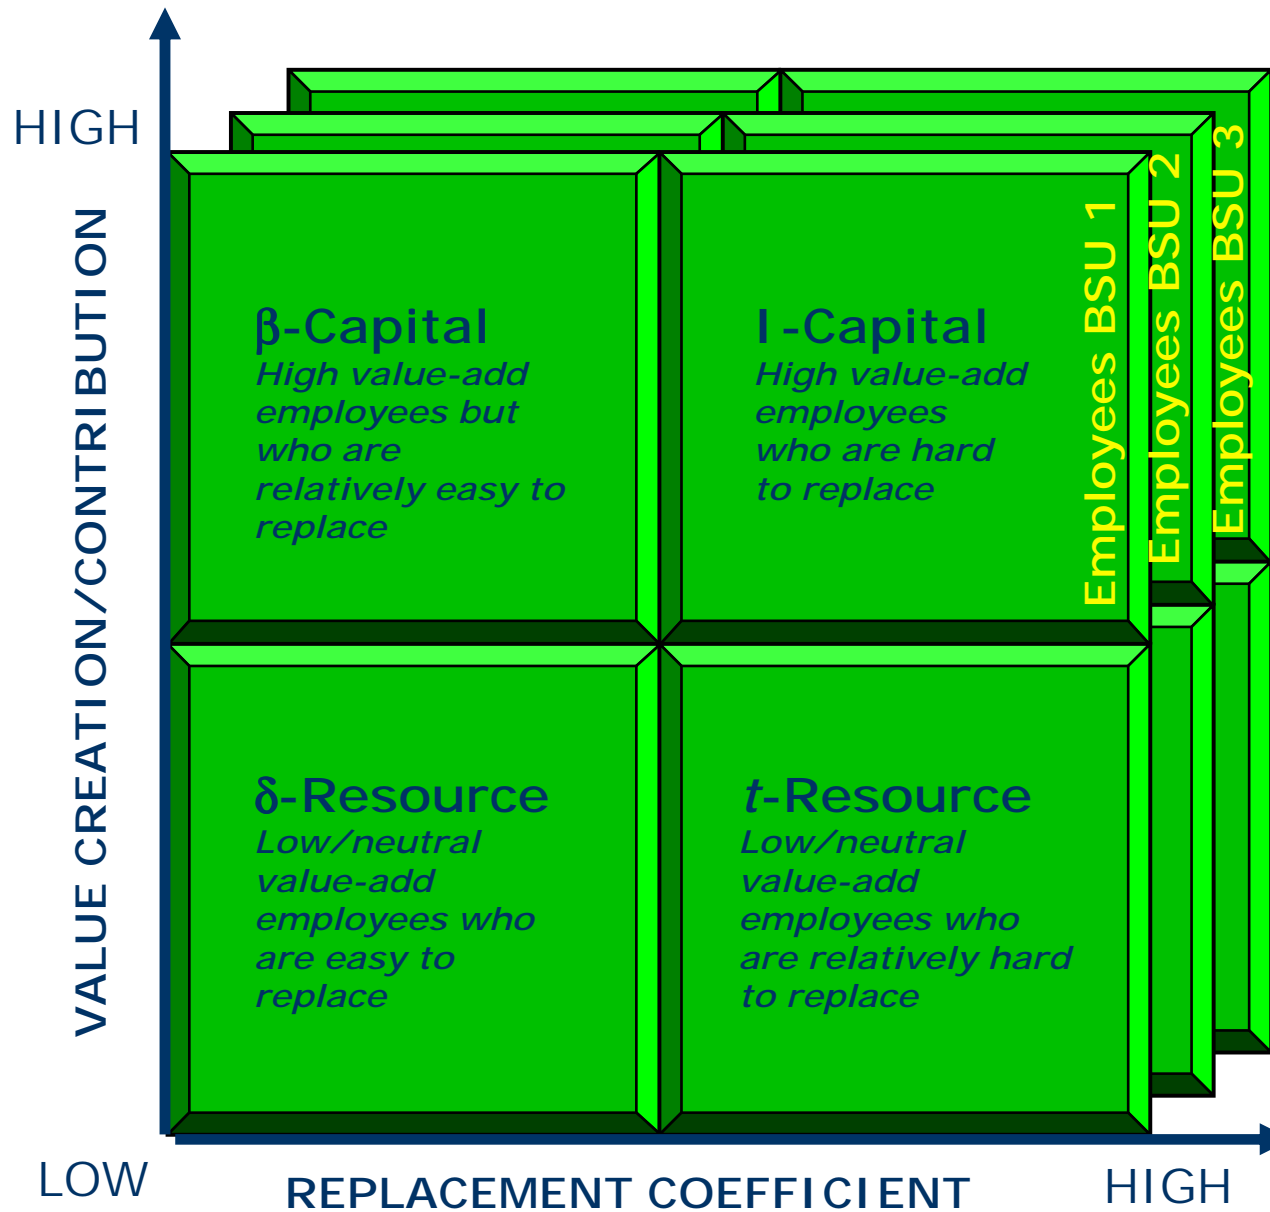 HIGH
VALUE CREATION/CONTRIBUTION
β-Capital
High value-add
employees but
who are
relatively easy to
replace
I-Capital
High value-add
employees
who are hard
to replace
Employees BSU 1
Employees BSU 2
Employees BSU 3
δ-Resource
Low/neutral
value-add
employees who
are easy to
replace
t-Resource
Low/neutral
value-add
employees who
are relatively hard
to replace
LOW
REPLACEMENT COEFFICIENT
HIGH